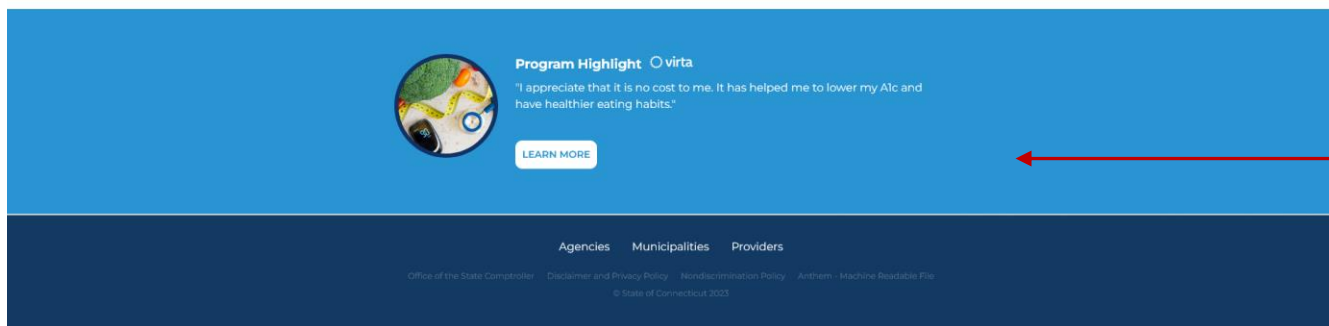 Program Highlight virta
"I appreciate that it is no cost to me. It has helped me to lower my A1c and
have healthier eating habits."
LEARN MORE
Agencies Municipalities Providers
Office of the State Comptroller Disclaimer and Privacy Policy Nondiscrimination Policy Anthem - Machine Readable File
© State of Connecticut 2023